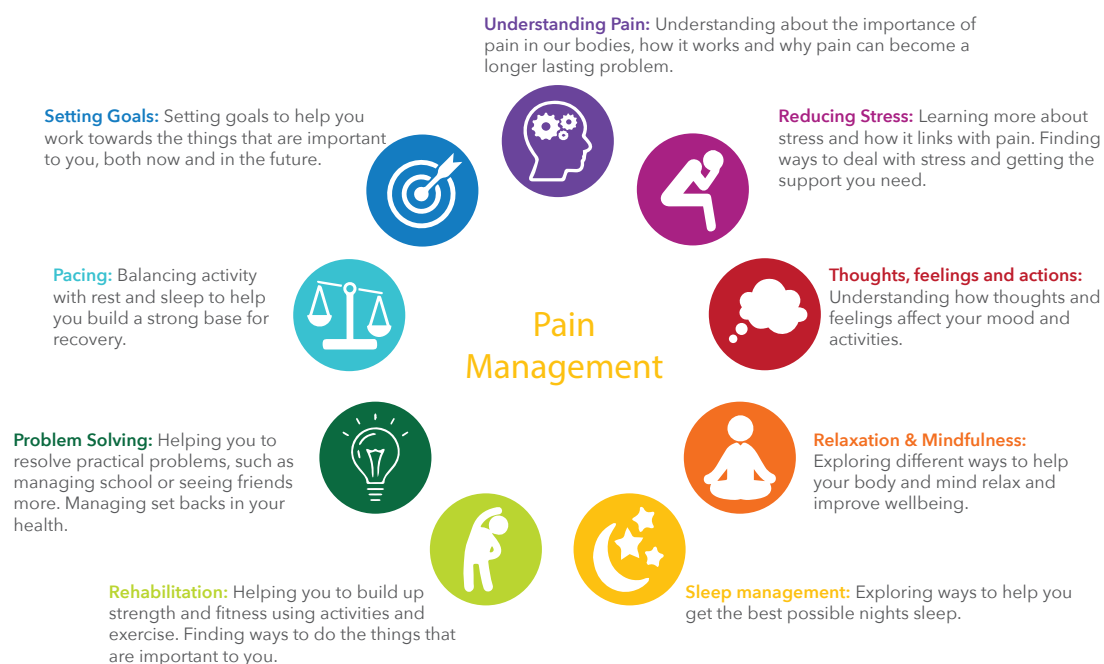 Understanding Pain: Understanding about the importance of
pain in our bodies, how it works and why pain can become a
longer lasting problem.
Reducing Stress: Learning more about
stress and how it links with pain. Finding
ways to deal with stress and getting the
support you need.
Thoughts, feelings and actions:
Understanding how thoughts and
feelings affect your mood and
activities.
Relaxation & Mindfulness:
Exploring different ways to help
your body and mind relax and
improve wellbeing.
Sleep management: Exploring ways to help you
get the best possible nights sleep.
Rehabilitation: Helping you to build up
strength and fitness using activities and
exercise. Finding ways to do the things that
are important to you.
Problem Solving: Helping you to
resolve practical problems, such as
managing school or seeing friends
more. Managing set backs in your
health.
Pacing: Balancing activity
with rest and sleep to help
you build a strong base for
recovery.
Setting Goals: Setting goals to help you
work towards the things that are important
to you, both now and in the future.
Pain
Management